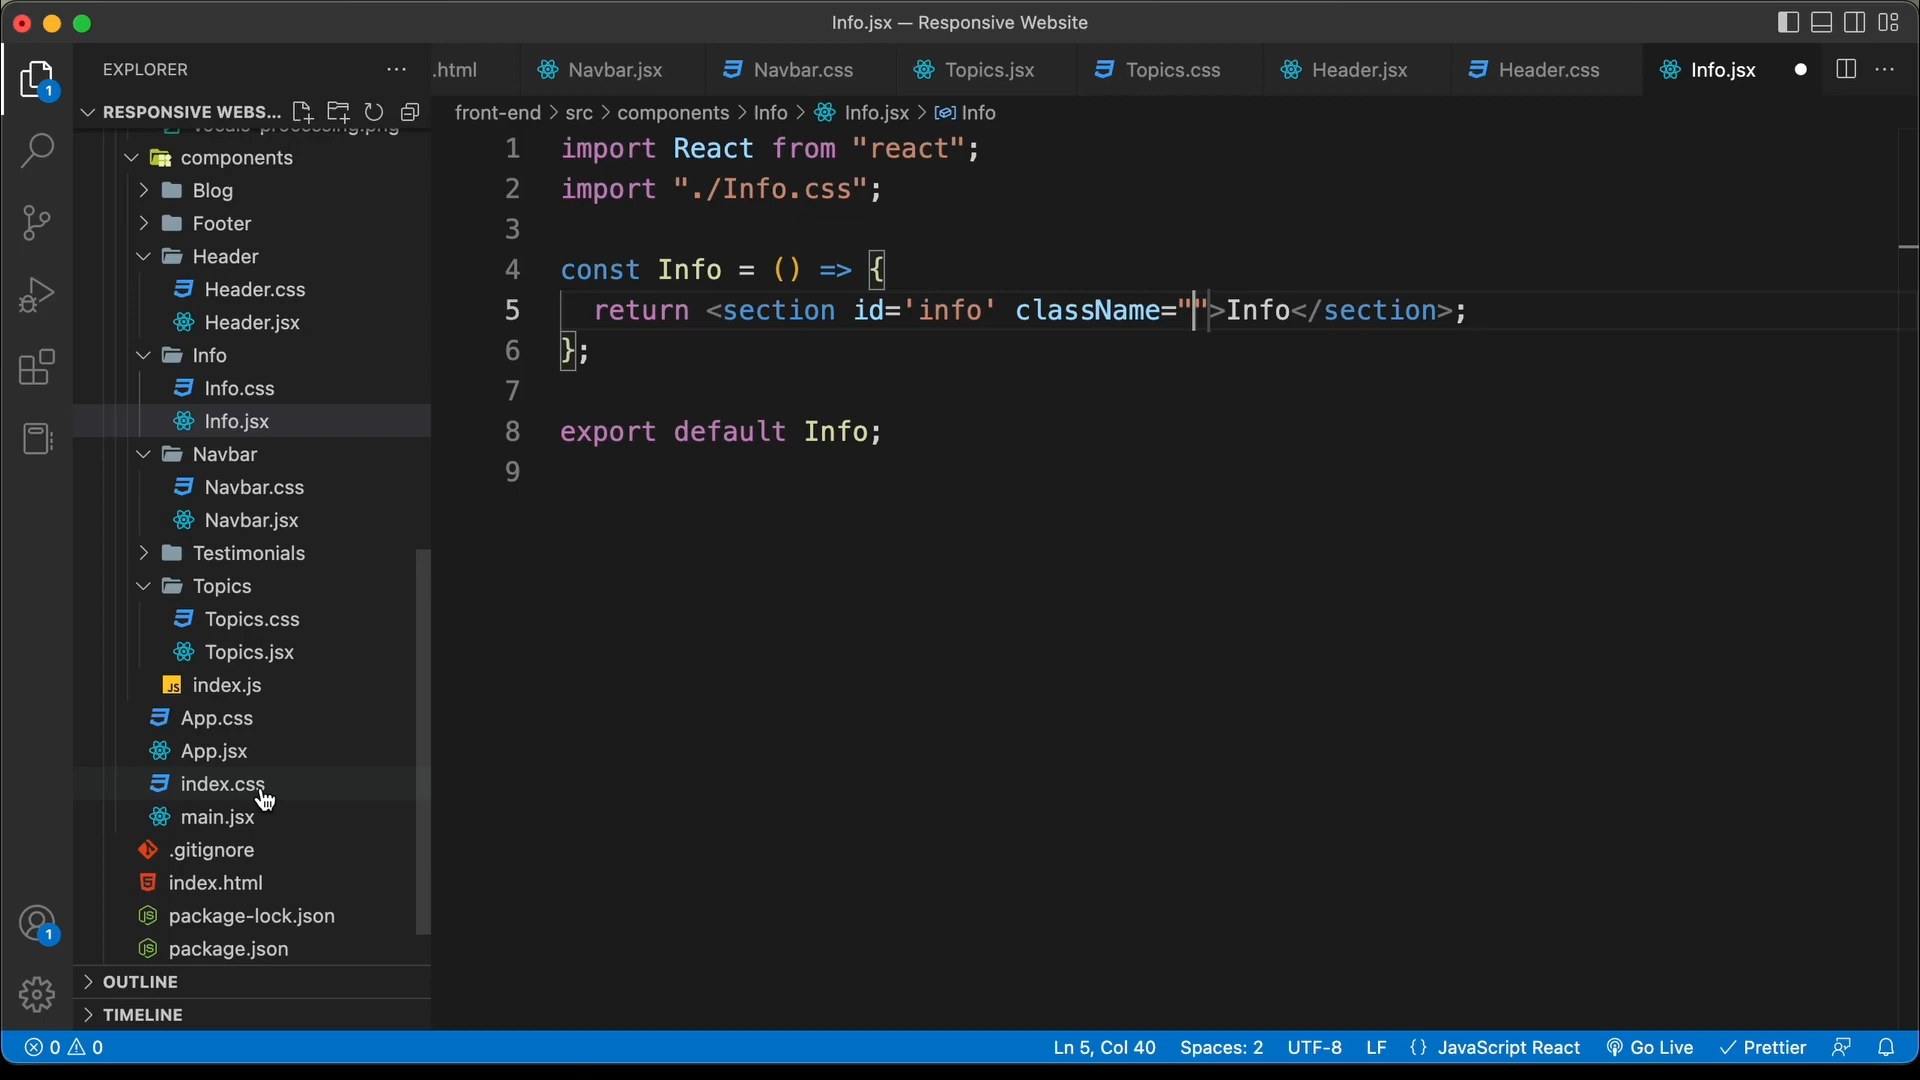 Info.jsx — Responsive Website
EXPLORER
.html
Navbar.jsx
Navbar.css
Topics.jsx
Topics.css
Header.jsx
Header.css
Info.jsx
1
RESPONSIVE WEBS...
front-end > src > components > Info > Info.jsx > Info
vocals-processing.png
components
Blog
Footer
Header
Header.css
Header.jsx
Info
Info.css
Info.jsx
Navbar
Navbar.css
Navbar.jsx
Testimonials
Topics
Topics.css
Topics.jsx
JS index.js
App.css
App.jsx
index.css
main.jsx
.gitignore
index.html
package-lock.json
package.json
OUTLINE
TIMELINE
1
1 import React from "react";
2 import "./Info.css";
3
4 const Info = () => {
5 return <section id='info' className="">Info</section>;
6 };
7
8 export default Info;
9
0 0
Ln 5, Col 40
Spaces: 2
UTF-8
LF
{} JavaScript React
Go Live
Prettier